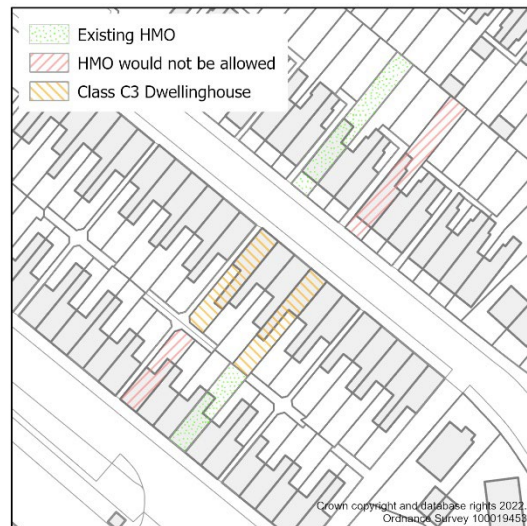 Existing HMO
HMO would not be allowed
Class C3 Dwellinghouse
Crown copyright and database rights 2022
Ordnance Survey 100019453